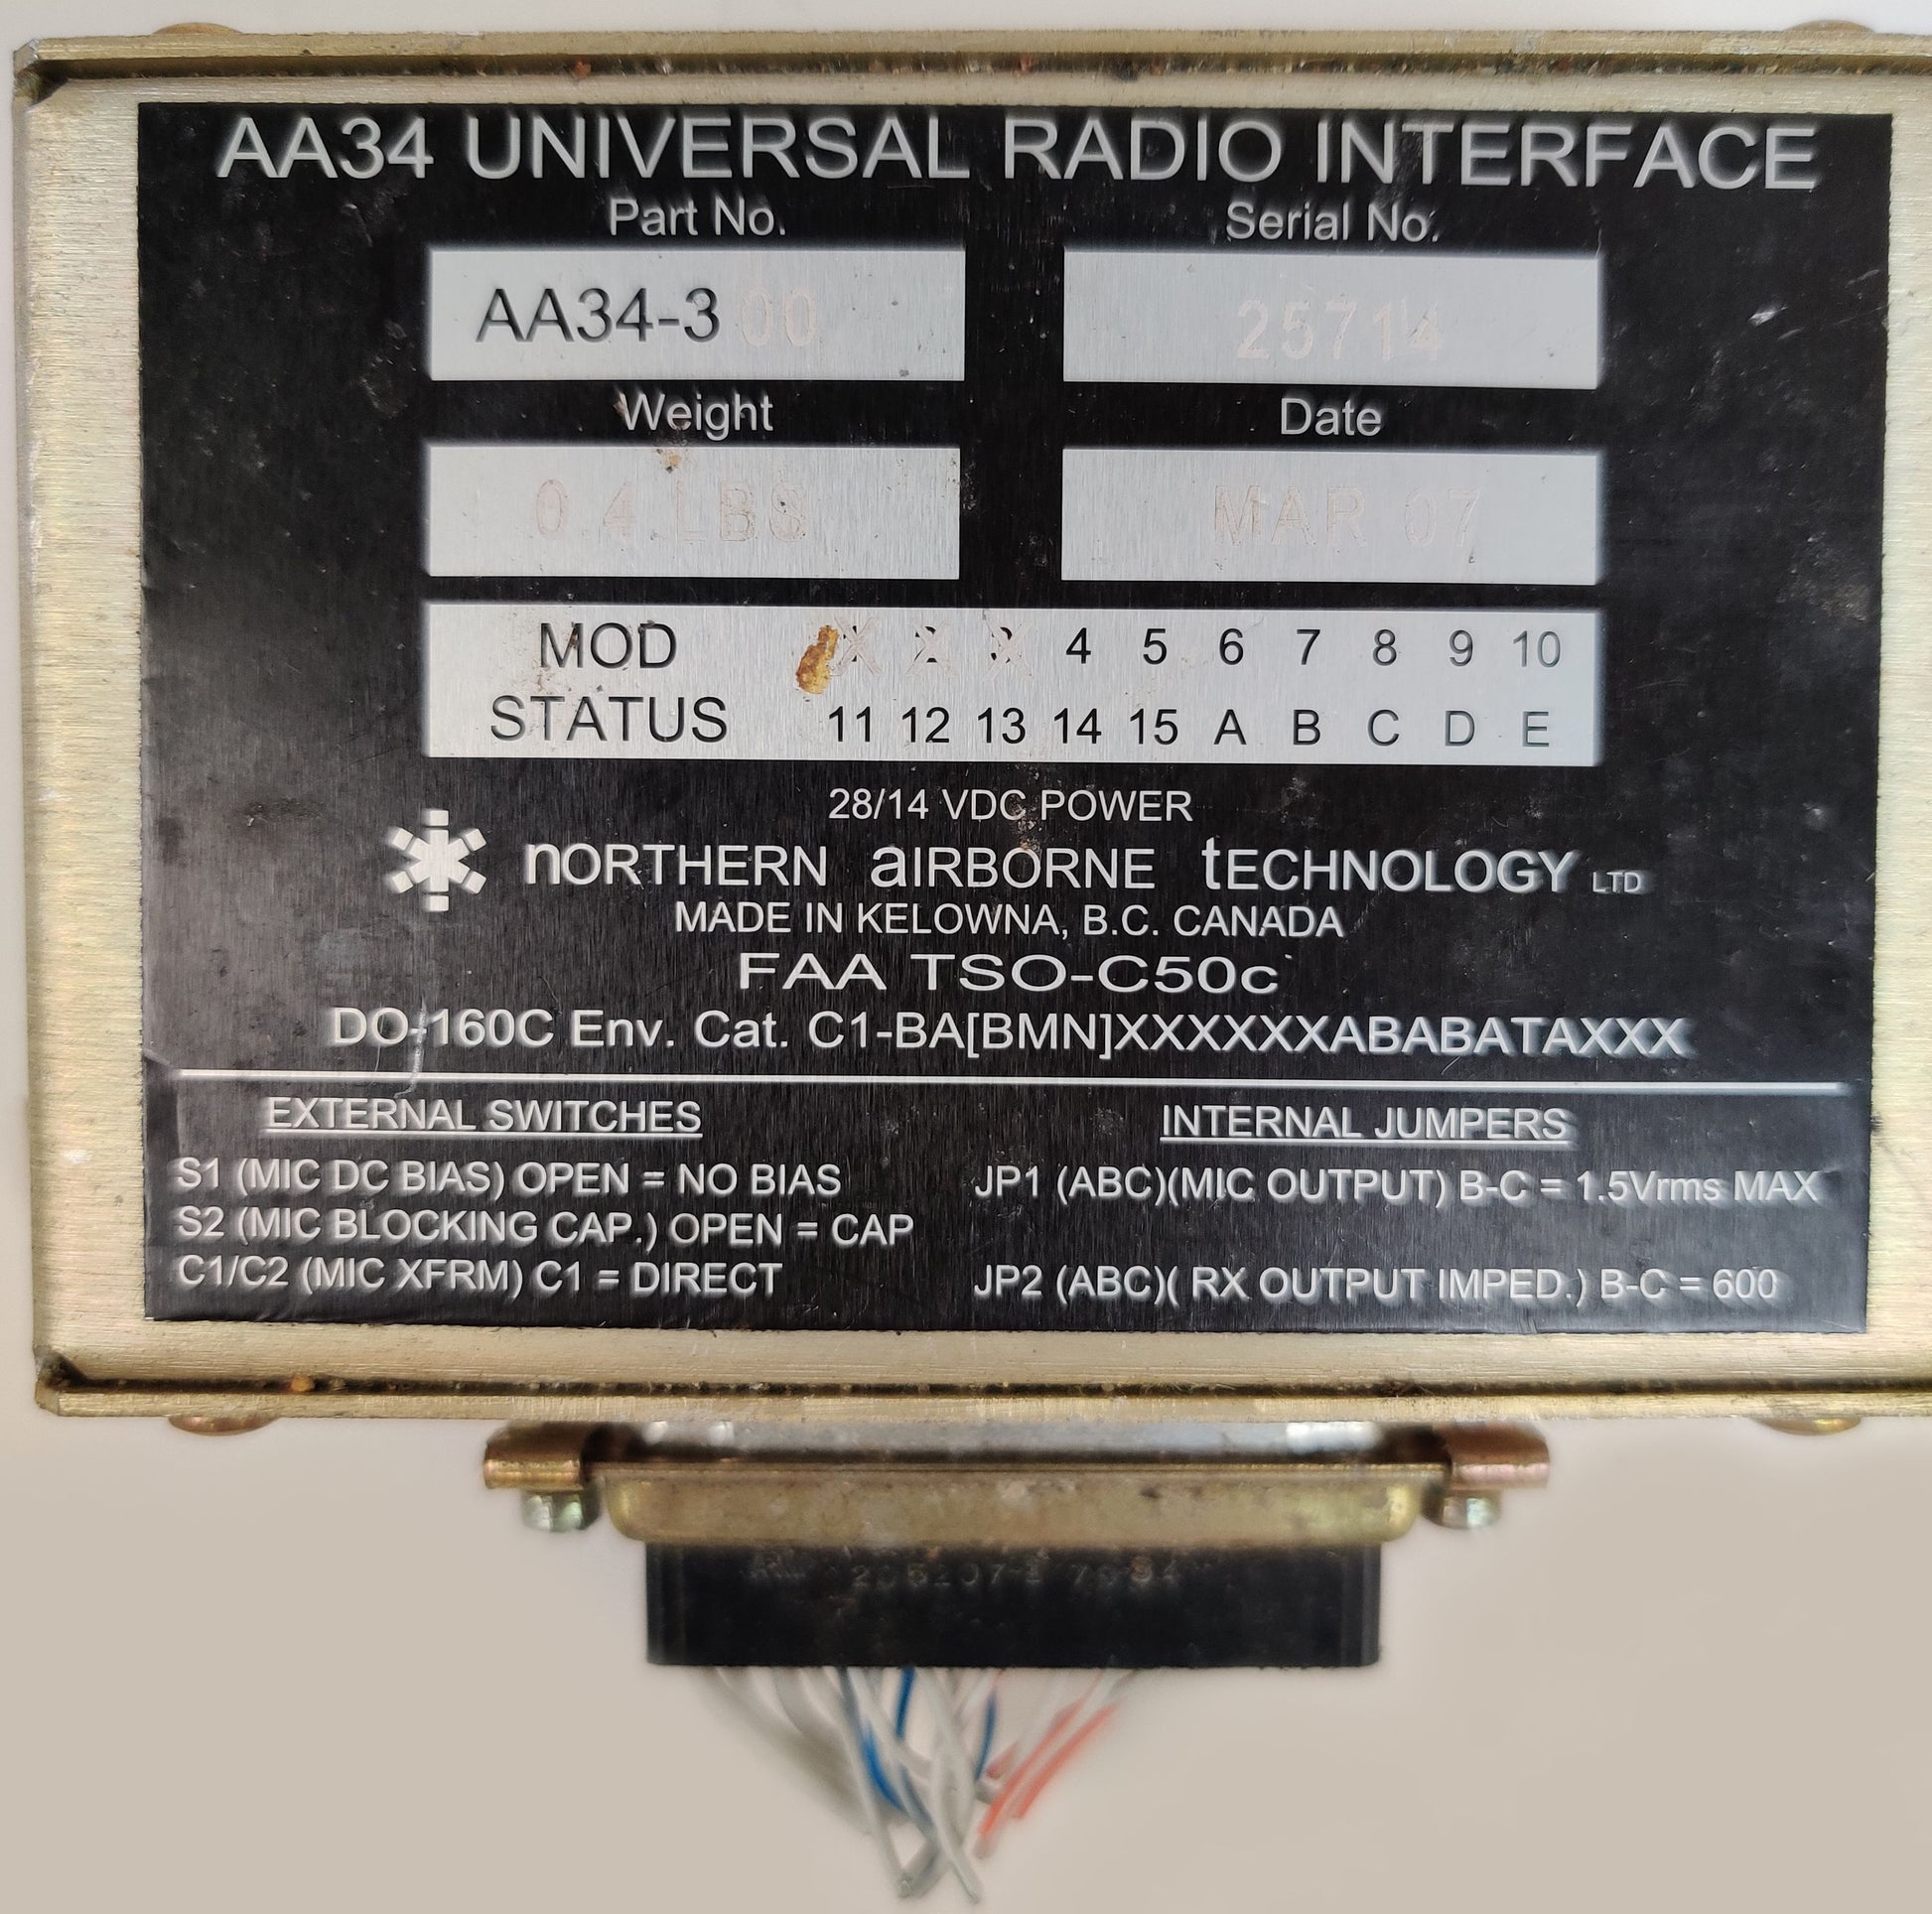 AA34 UNIVERSAL RADIO INTERFACE
Part No. Serial No.
AA34-300 25714
Weight Date
0.4 LBS MAR 07
MOD 4 5 6 7 8 9 10
STATUS 11 12 13 14 15 A B C D E
28/14 VDC POWER
nORTHERN aIRBORNE tECHNOLOGY LTD
MADE IN KELOWNA, B.C. CANADA
FAA TSO-C50c
DO-160C Env. Cat. C1-BA[BMN]XXXXXXABABATAXXX
EXTERNAL SWITCHES
S1 (MIC DC BIAS) OPEN = NO BIAS
S2 (MIC BLOCKING CAP.) OPEN = CAP
C1/C2 (MIC XFRM) C1 = DIRECT
INTERNAL JUMPERS
JP1 (ABC)(MIC OUTPUT) B-C = 1.5Vrms MAX
JP2 (ABC)( RX OUTPUT IMPED.) B-C = 600